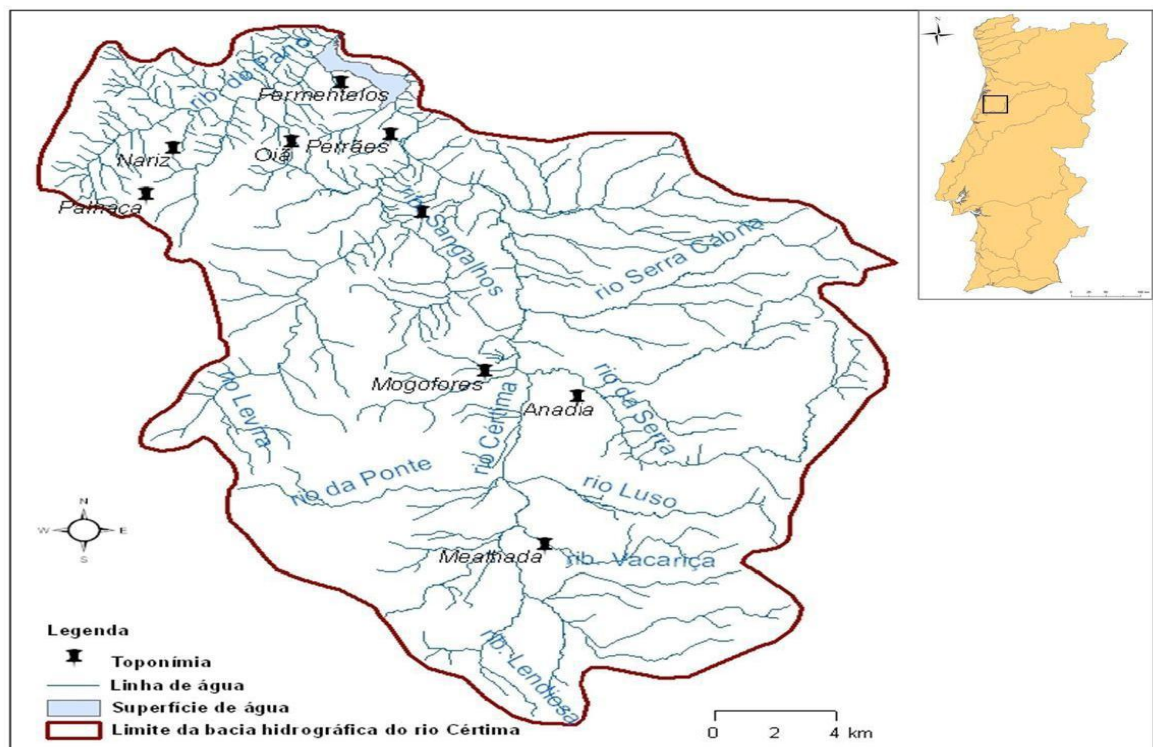 N
rib de Pano
Fermentelos
Nariz
Oiã
Perrães
Palhaça
rib. Sangalhos
rio Serra Cabria
Mogofores
Anadia
rio da Serra
rio Levira
rio Cértima
rio da Ponte
rio Luso
Mealhada
rib. Vacariça
rib. Lendiosa
N
W
E
S
Legenda
Toponímia
Linha de água
Superfície de água
Limite da bacia hidrográfica do rio Cértima
0 2 4 km